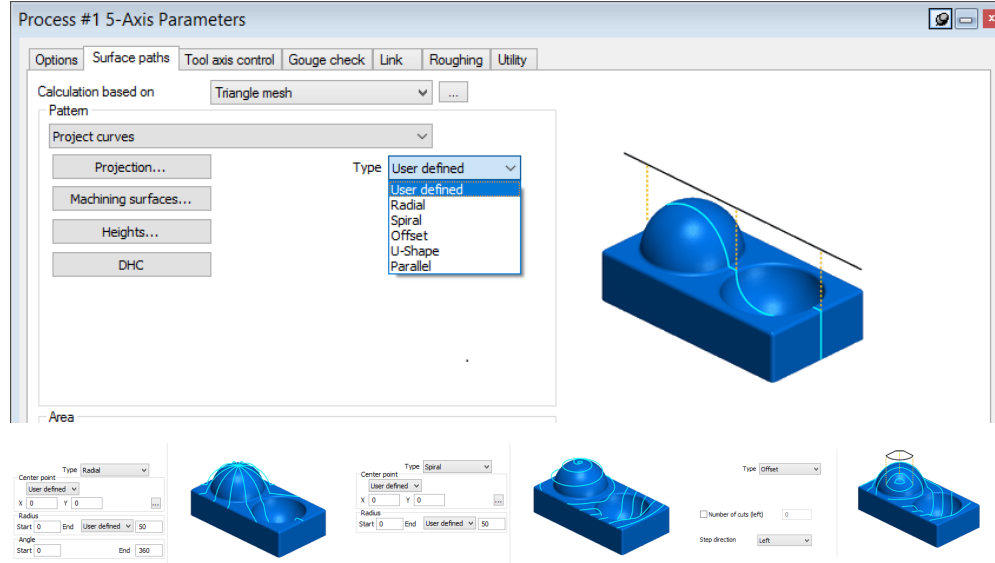 Process #1 5-Axis Parameters
Options Surface paths Tool axis control Gouge check Link Roughing Utility
Calculation based on Triangle mesh ...
Pattern
Project curves
Projection... Type User defined
User defined
Machining surfaces... Radial
Spiral
Heights... Offset
U-Shape
DHC Parallel
Area
Type Radial
Center point
User defined
X 0 Y 0 ...
Radius
Start 0 End User defined 50
Angle
Start 0 End 360
Type Spiral
Center point
User defined
X 0 Y 0 ...
Radius
Start 0 End User defined 50
Type Offset
Number of cuts (left) 0
Step direction Left